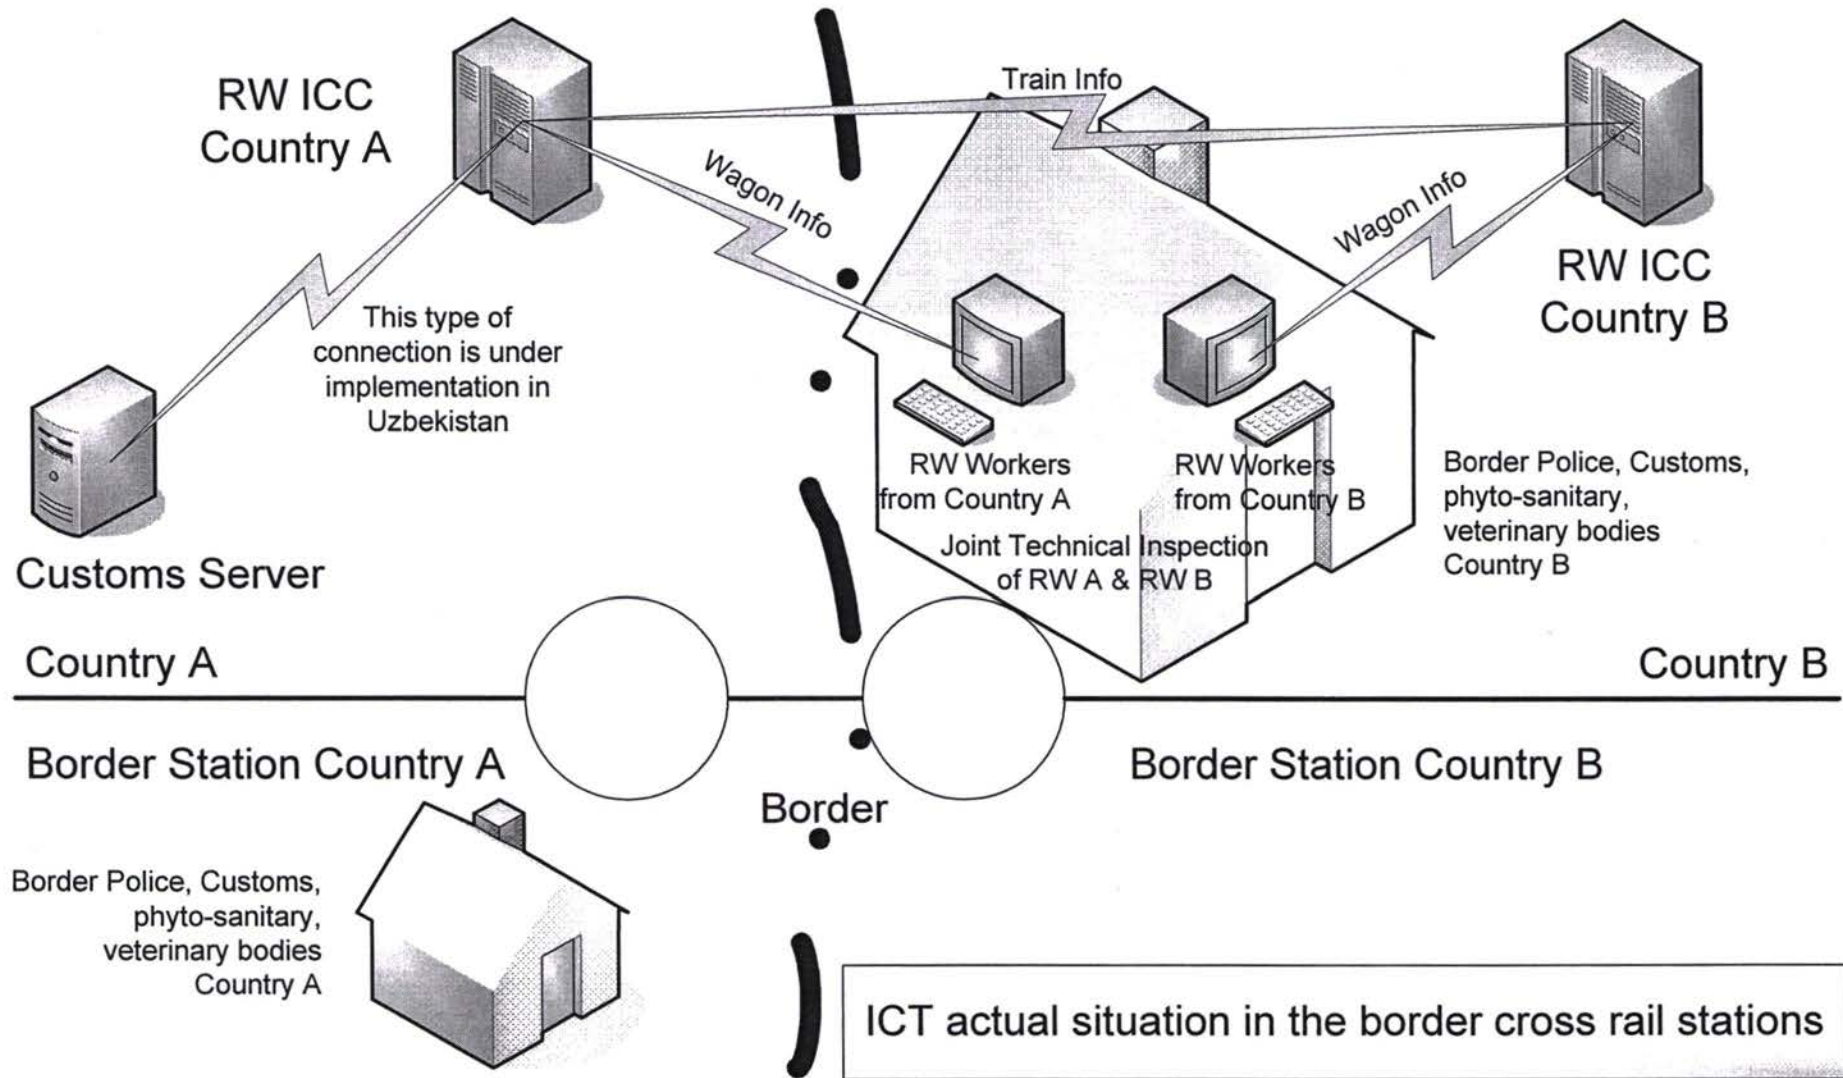 RW ICC
Country A
Train Info
Wagon Info
Wagon Info
RW ICC
Country B
This type of
connection is under
implementation in
Uzbekistan
Customs Server
RW Workers
from Country A
RW Workers
from Country B
Joint Technical Inspection
of RW A & RW B
Border Police, Customs,
phyto-sanitary,
veterinary bodies
Country B
Country A
Country B
Border Station Country A
Border Station Country B
Border
Border Police, Customs,
phyto-sanitary,
veterinary bodies
Country A
ICT actual situation in the border cross rail stations